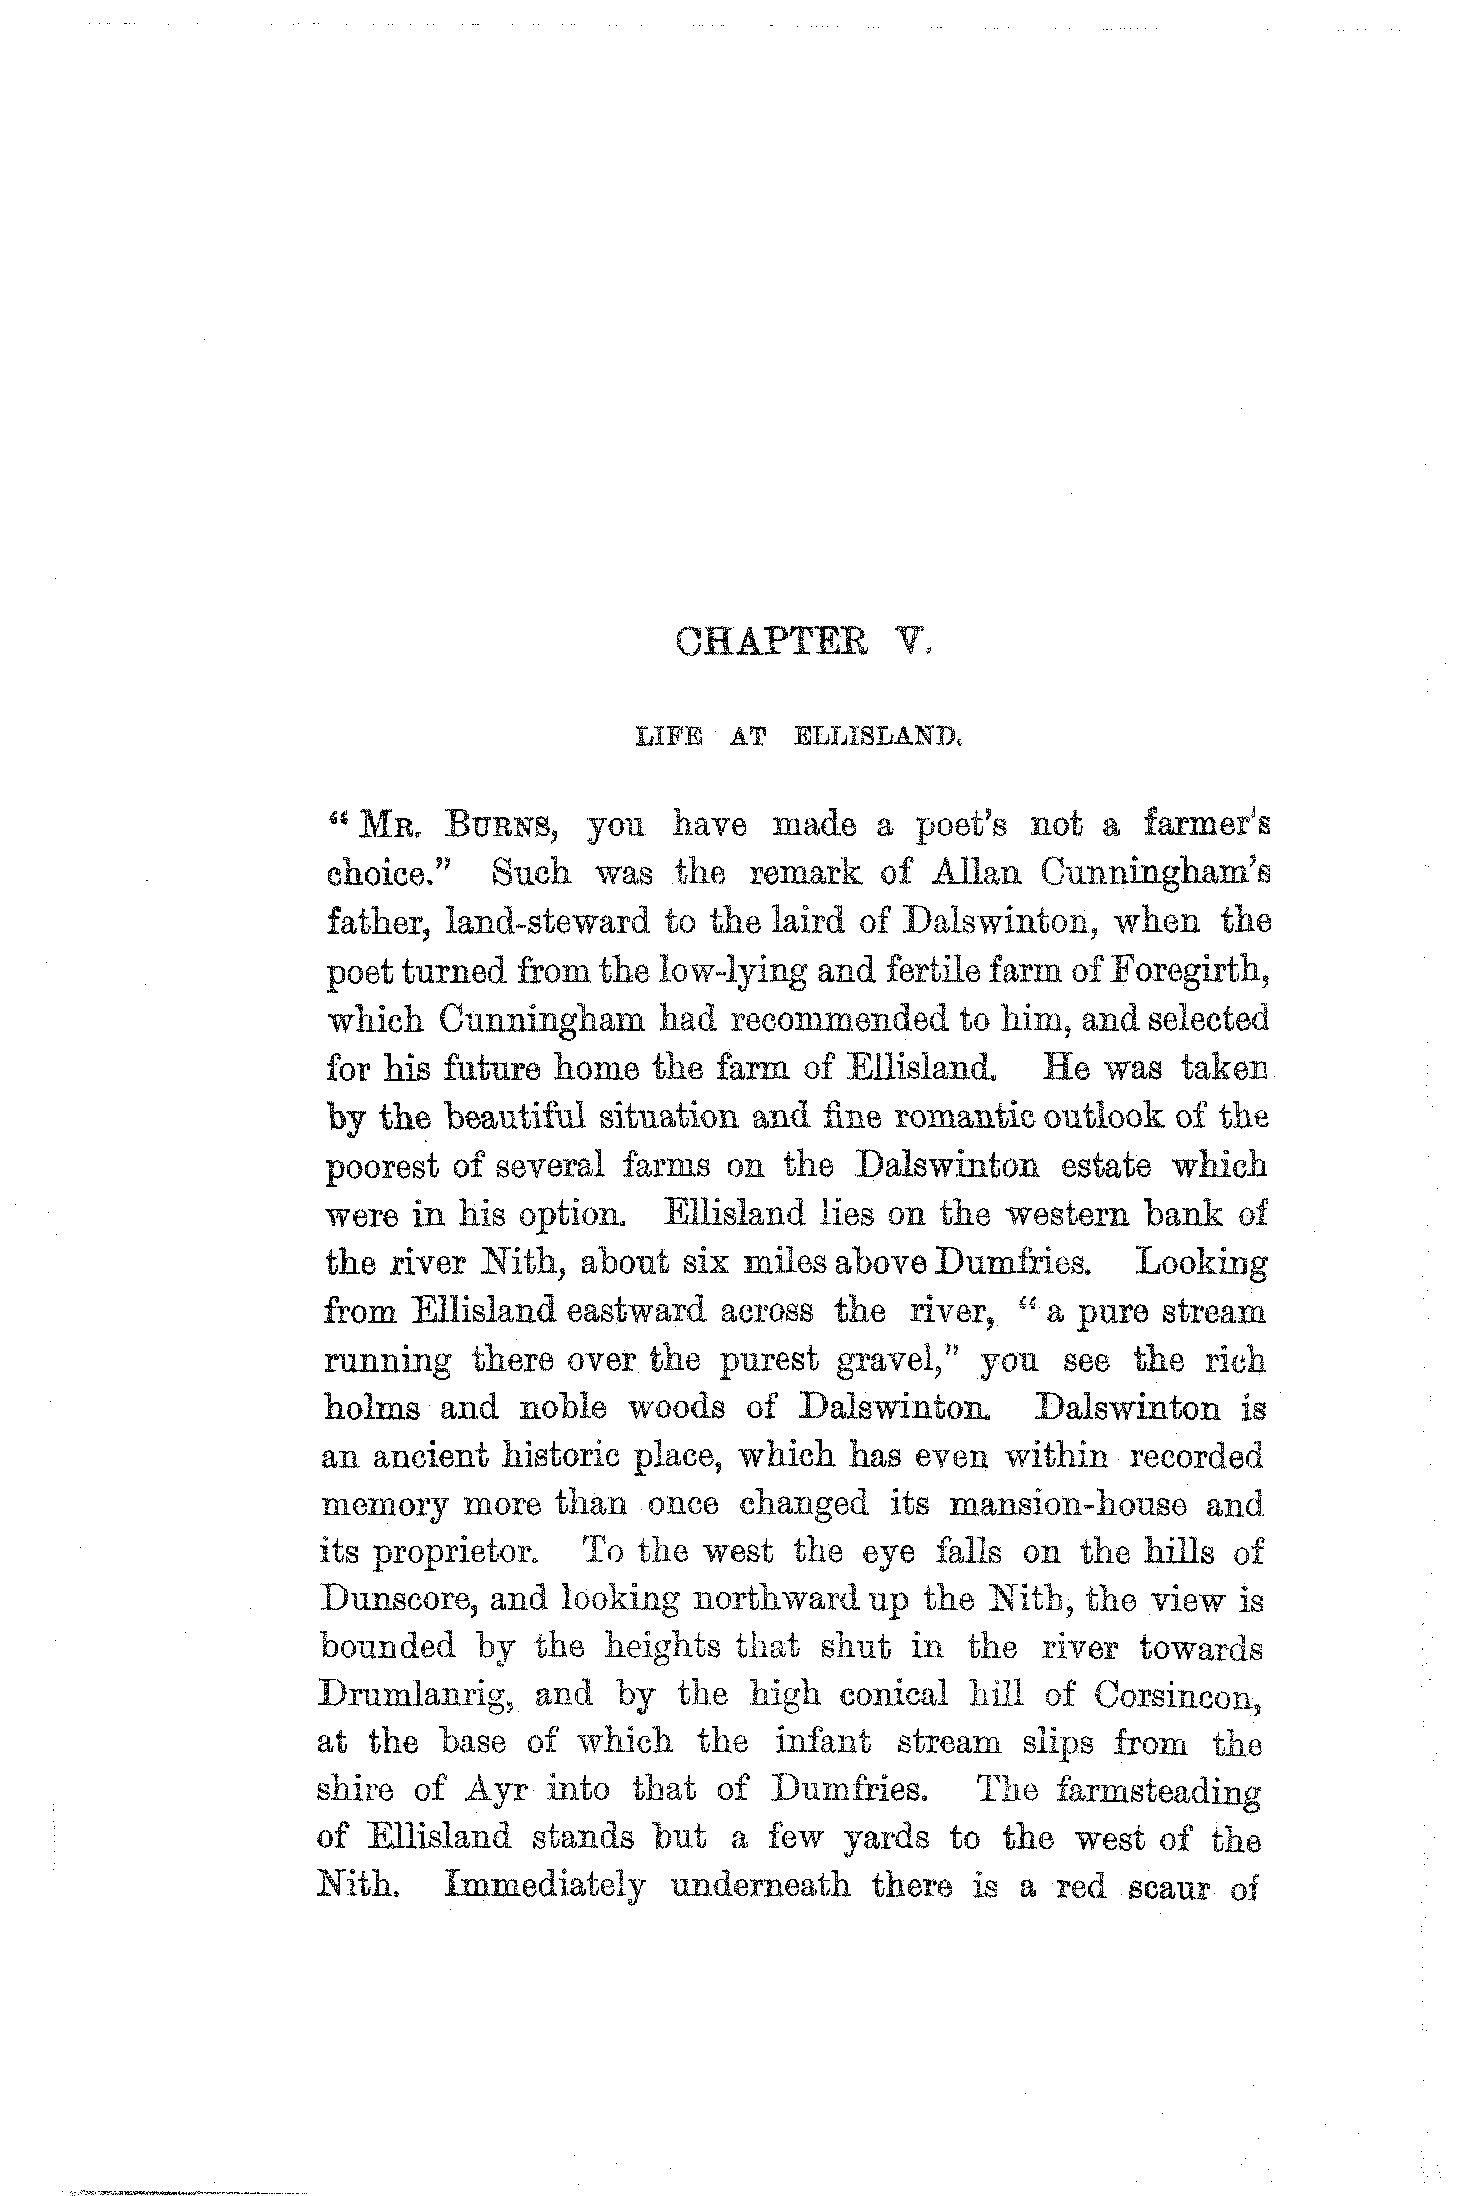 CHAPTER V.
LIFE AT ELLISLAND.
“ MR. BURNS, you have made a poet's not a farmer's
choice.” Such was the remark of Allan Cunningham's
father, land-steward to the laird of Dalswinton, when the
poet turned from the low-lying and fertile farm of Foregirth,
which Cunningham had recommended to him, and selected
for his future home the farm of Ellisland. He was taken
by the beautiful situation and fine romantic outlook of the
poorest of several farms on the Dalswinton estate which
were in his option. Ellisland lies on the western bank of
the river Nith, about six miles above Dumfries. Looking
from Ellisland eastward across the river, “ a pure stream
running there over the purest gravel,” you see the rich
holms and noble woods of Dalswinton. Dalswinton is
an ancient historic place, which has even within recorded
memory more than once changed its mansion-house and
its proprietor. To the west the eye falls on the hills of
Dunscore, and looking northward up the Nith, the view is
bounded by the heights that shut in the river towards
Drumlanrig, and by the high conical hill of Corsincon,
at the base of which the infant stream slips from the
shire of Ayr into that of Dumfries. The farmsteading
of Ellisland stands but a few yards to the west of the
Nith. Immediately underneath there is a red scaur of